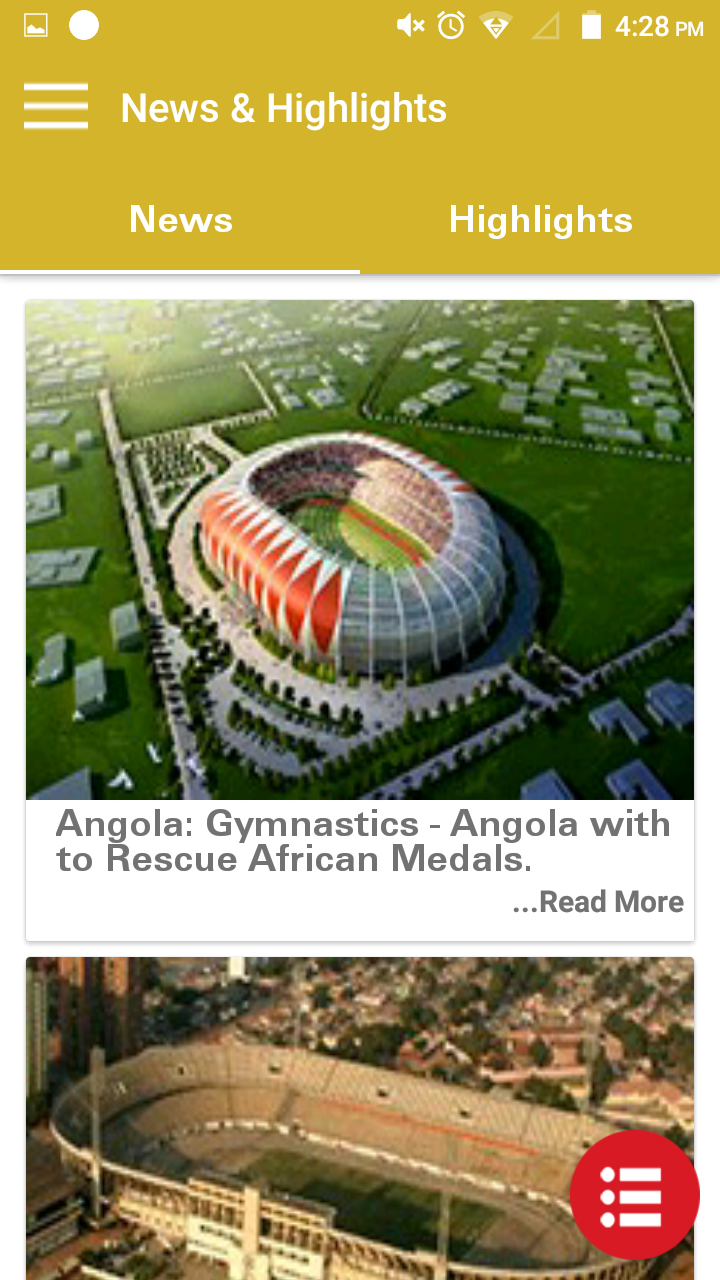 4:28 PM
News & Highlights
News
Highlights
Angola: Gymnastics - Angola with
to Rescue African Medals.
...Read More